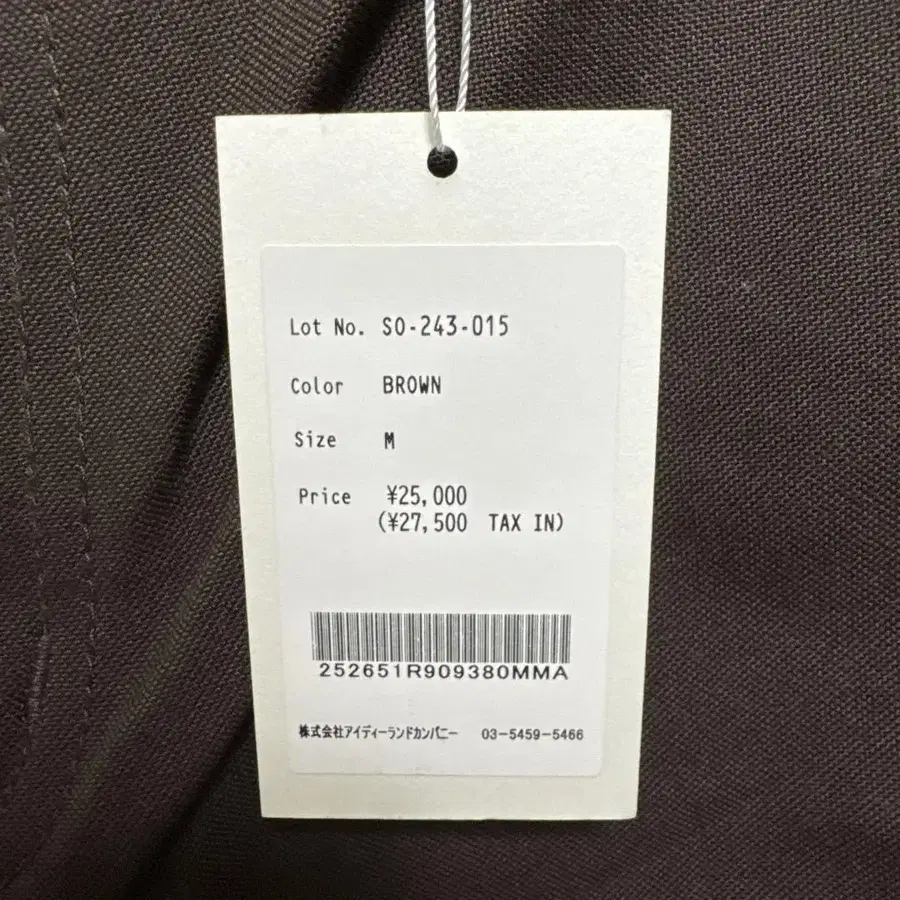 Lot No. SO-243-015
Color BROWN
Size M
Price ¥25,000
(¥27,500 TAX IN)
252651R909380MMA
株式会社アイディーランドカンパニー 03-5459-5466